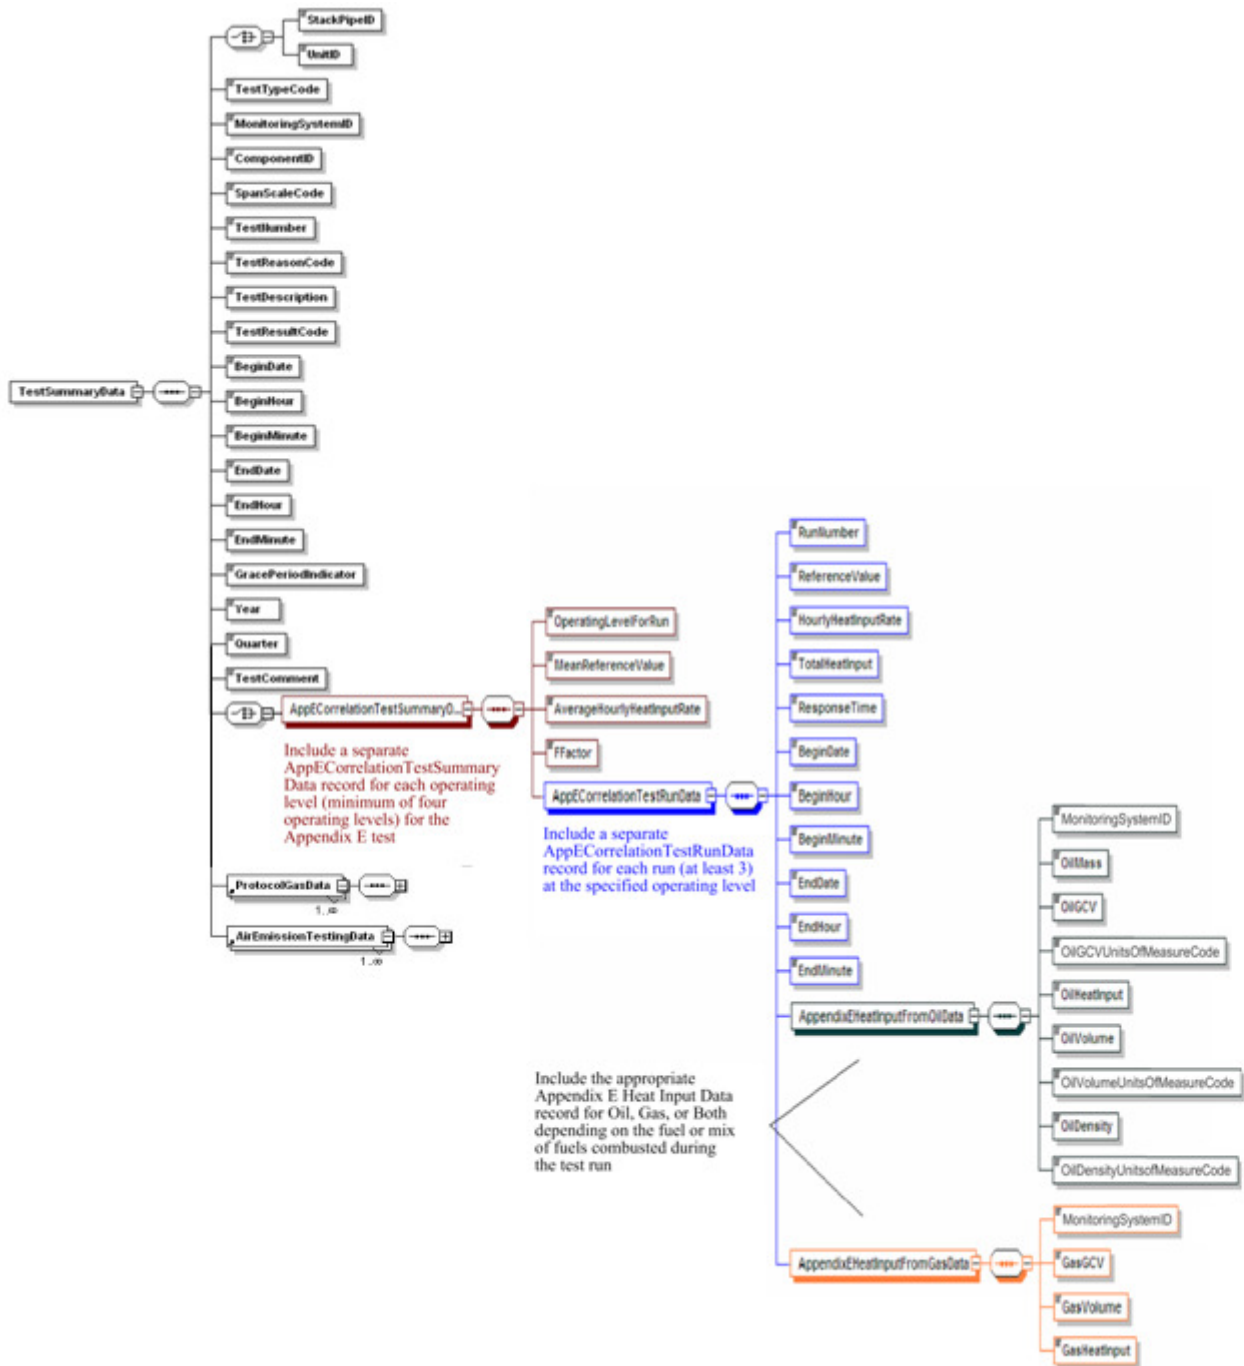 StackPipeID
UnitID
TestTypeCode
MonitoringSystemID
ComponentID
SpanScaleCode
TestNumber
TestReasonCode
TestDescription
TestResultCode
BeginDate
TestSummaryData
BeginHour
BeginMinute
EndDate
EndHour
EndMinute
GracePeriodIndicator
Year
Quarter
TestComment
AppECorrelationTestSummaryD...
Include a separate
AppECorrelationTestSummary
Data record for each operating
level (minimum of four
operating levels) for the
Appendix E test
ProtocolGasData
1..∞
AirEmissionTestingData
1..∞
OperatingLevelForRun
MeanReferenceValue
AverageHourlyHeatInputRate
FFactor
AppECorrelationTestRunData
Include a separate
AppECorrelationTestRunData
record for each run (at least 3)
at the specified operating level
RunNumber
ReferenceValue
HourlyHeatInputRate
TotalHeatInput
ResponseTime
BeginDate
BeginHour
BeginMinute
EndDate
EndHour
EndMinute
AppendixEHeatInputFromOilData
Include the appropriate
Appendix E Heat Input Data
record for Oil, Gas, or Both
depending on the fuel or mix
of fuels combusted during
the test run
MonitoringSystemID
OilMass
OilGCV
OilGCVUnitsOfMeasureCode
OilHeatInput
OilVolume
OilVolumeUnitsOfMeasureCode
OilDensity
OilDensityUnitsofMeasureCode
AppendixEHeatInputFromGasData
MonitoringSystemID
GasGCV
GasVolume
GasHeatInput